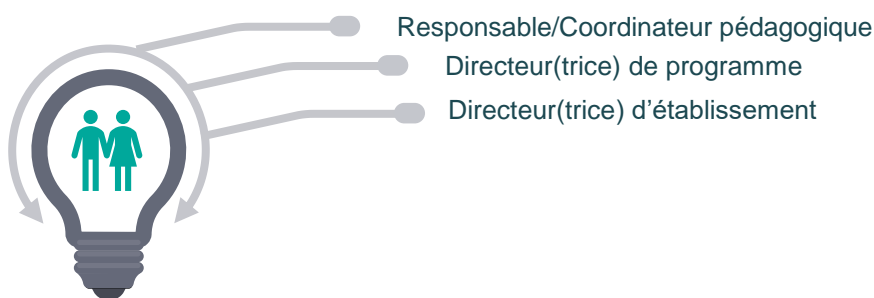 Responsable/Coordinateur pédagogique
Directeur(trice) de programme
Directeur(trice) d’établissement